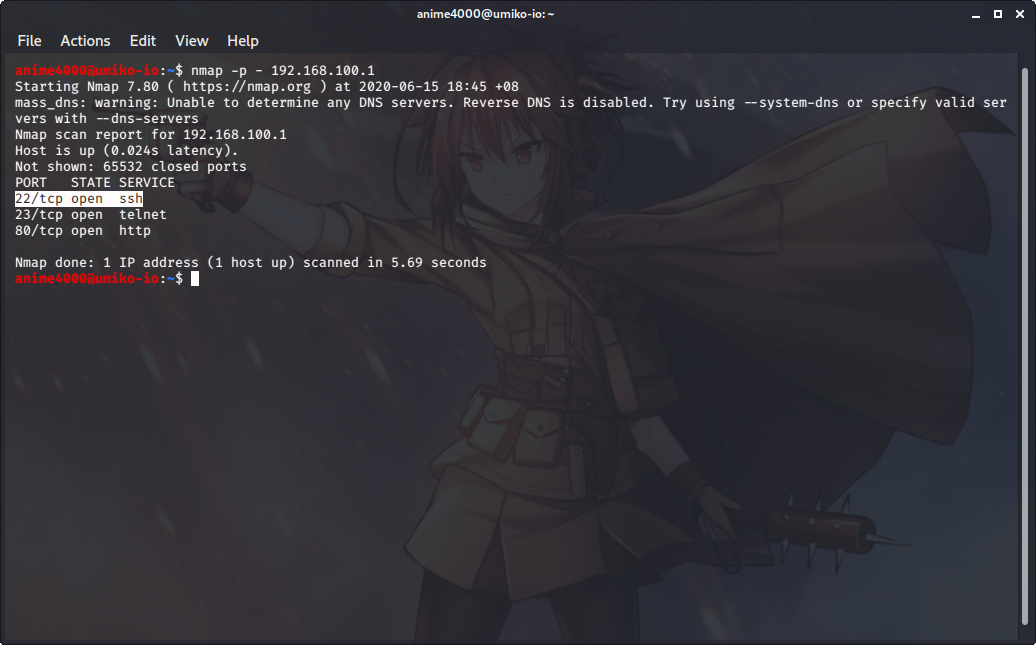 anime4000@umiko-io: ~
File Actions Edit View Help
anime4000@umiko-io:~$ nmap -p - 192.168.100.1
Starting Nmap 7.80 ( https://nmap.org ) at 2020-06-15 18:45 +08
mass_dns: warning: Unable to determine any DNS servers. Reverse DNS is disabled. Try using --system-dns or specify valid ser
vers with --dns-servers
Nmap scan report for 192.168.100.1
Host is up (0.024s latency).
Not shown: 65532 closed ports
PORT   STATE SERVICE
22/tcp open  ssh
23/tcp open  telnet
80/tcp open  http
Nmap done: 1 IP address (1 host up) scanned in 5.69 seconds
anime4000@umiko-io:~$